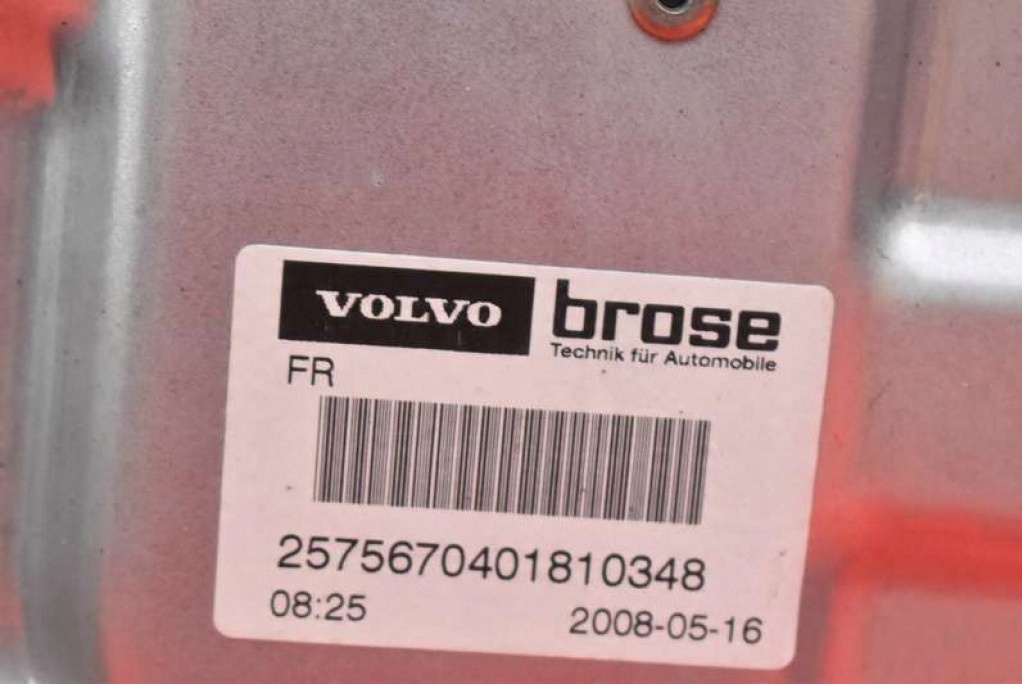 VOLVO brose
Technik für Automobile
FR
2575670401810348
08:25 2008-05-16